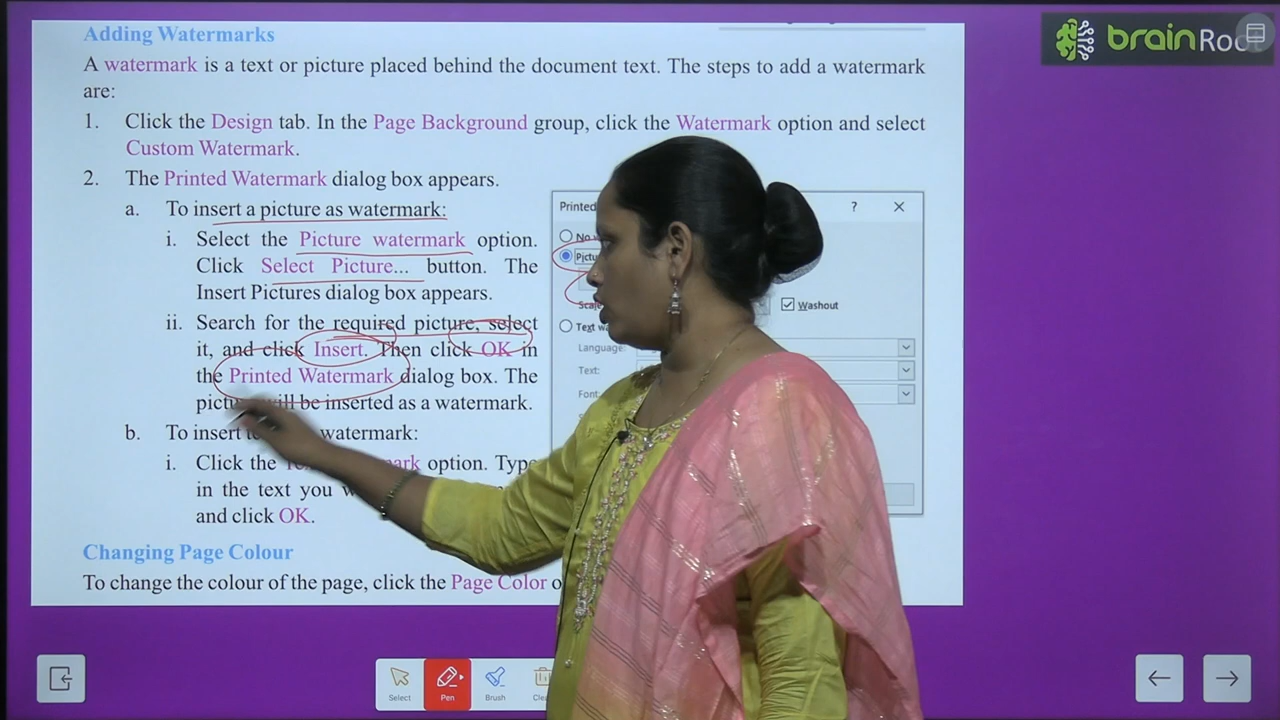 Adding Watermarks
A watermark is a text or picture placed behind the document text. The steps to add a watermark
are:
1. Click the Design tab. In the Page Background group, click the Watermark option and select
Custom Watermark.
2. The Printed Watermark dialog box appears.
a. To insert a picture as watermark:
i. Select the Picture watermark option.
Click Select Picture... button. The
Insert Pictures dialog box appears.
ii. Search for the required picture, select
it, and click Insert. Then click OK in
the Printed Watermark dialog box. The
will be inserted as a watermark.
b. To insert watermark:
i. Click the option. Type
in the text you
and click OK.
Changing Page Colour
To change the colour of the page, click the Page Color
Printed
?
No
Washout
Language:
Text:
Font:
brain
Select
Pen
Brush